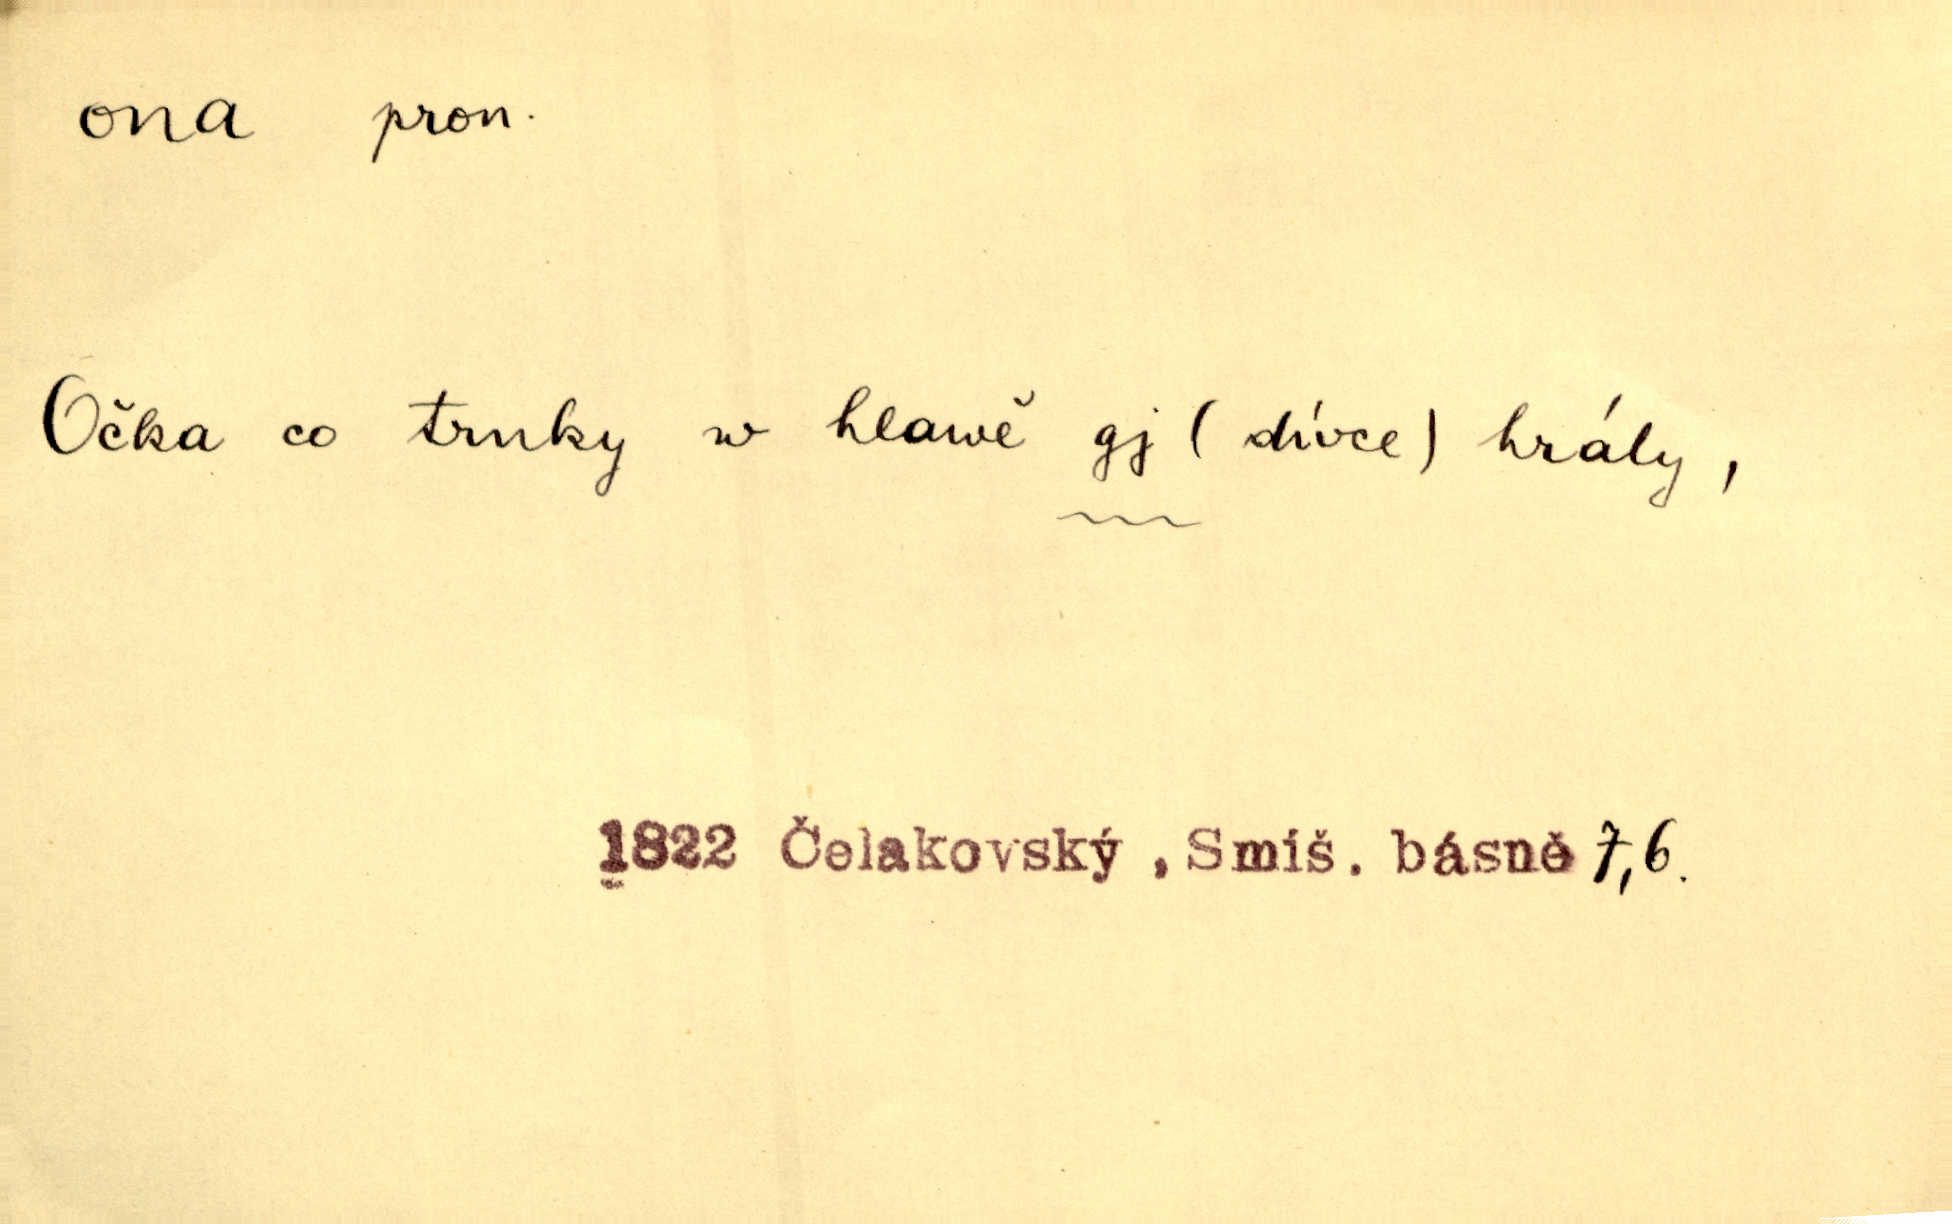 ona pron.
Očka co trnky w hlawě gj (dívce) hrály,
1822 Čelakovský, Smíš. básně 7,6.